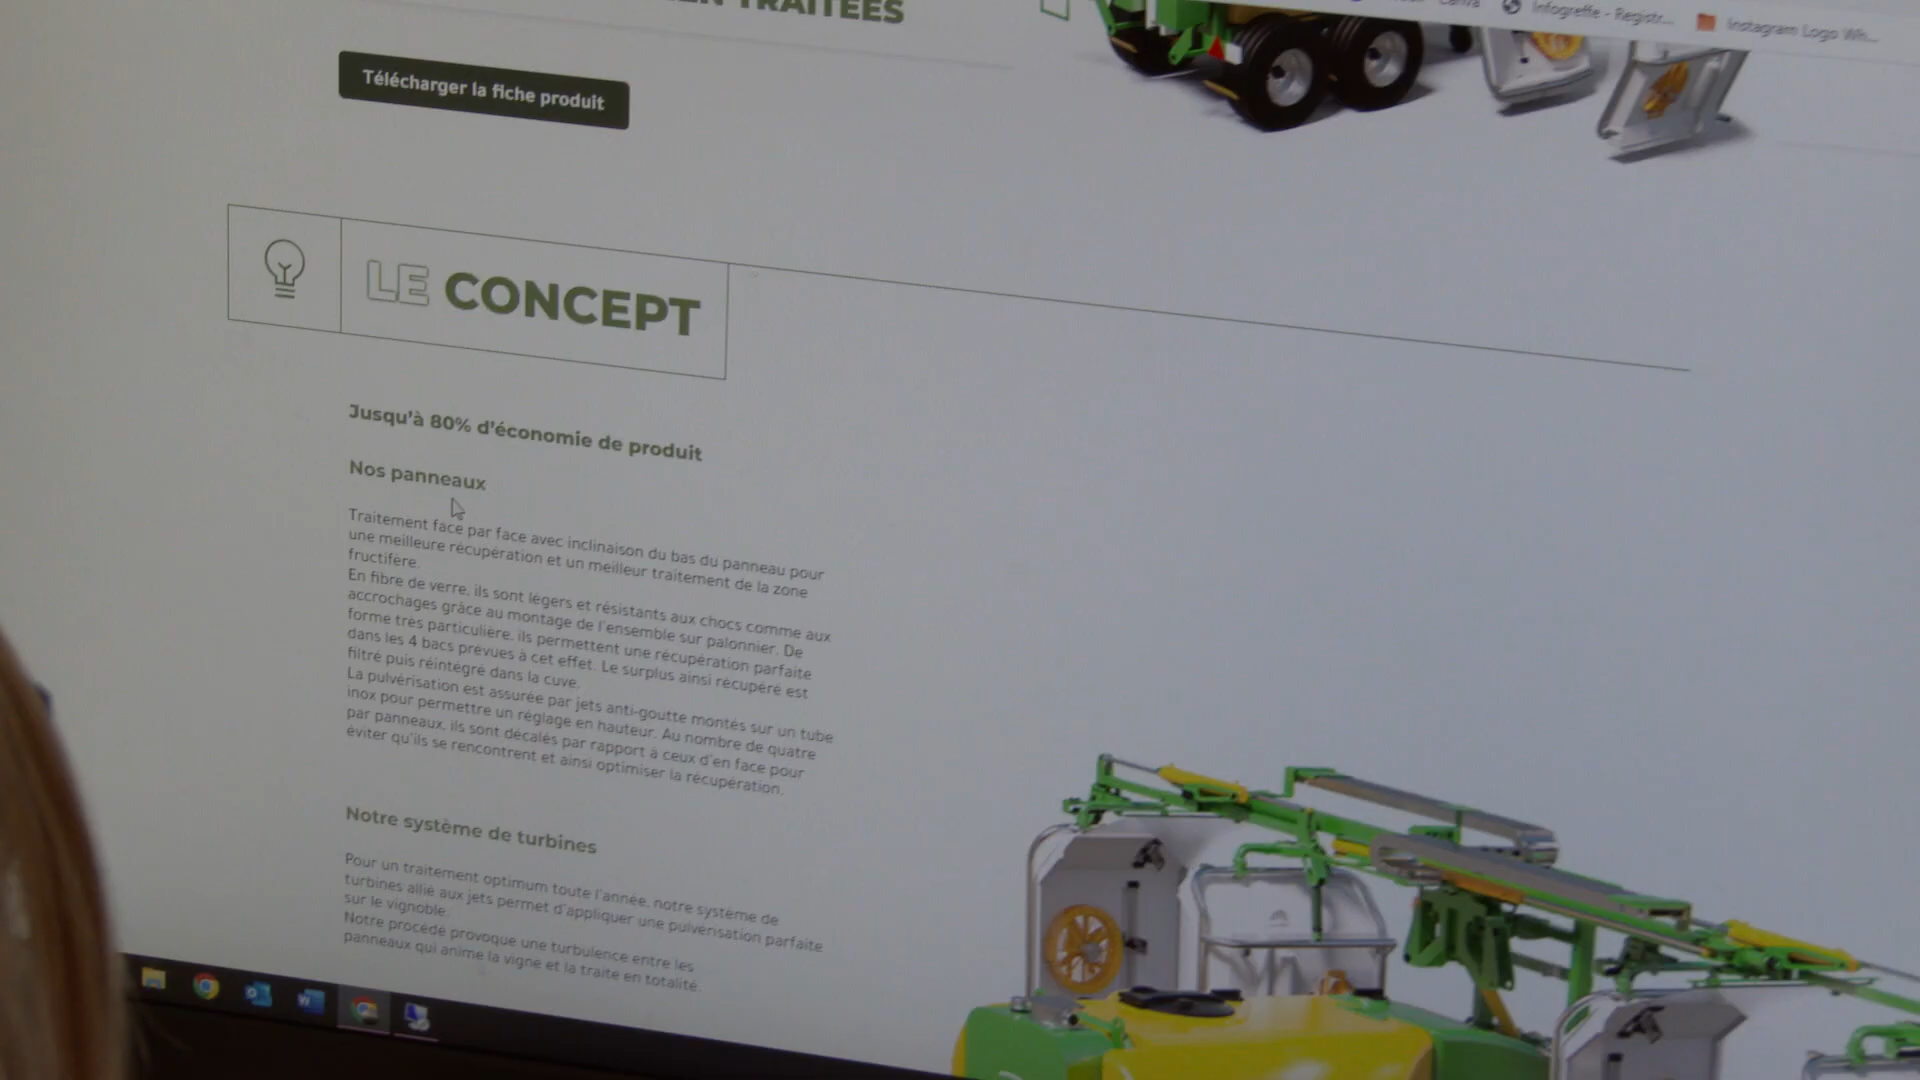 TRAITÉES
Infogreffe - Registr...
Instagram Logo Wh...
Télécharger la fiche produit
LE CONCEPT
Jusqu'à 80% d'économie de produit
Nos panneaux
Traitement face par face avec inclinaison du bas du panneau pour
une meilleure récupération et un meilleur traitement de la zone
fructifère.
En fibre de verre, ils sont légers et résistants aux chocs comme aux
accrochages grâce au montage de l'ensemble sur palonnier. De
forme très particulière, ils permettent une récupération parfaite
dans les 4 bacs prévues à cet effet. Le surplus ainsi récupéré est
filtré puis réintégré dans la cuve.
La pulvérisation est assurée par jets anti-goutte montés sur un tube
inox pour permettre un réglage en hauteur. Au nombre de quatre
par panneaux, ils sont décalés par rapport à ceux d'en face pour
éviter qu'ils se rencontrent et ainsi optimiser la récupération.
Notre système de turbines
Pour un traitement optimum toute l'année, notre système de
turbines allié aux jets permet d'appliquer une pulvérisation parfaite
sur le vignoble.
Notre procédé provoque une turbulence entre les
panneaux qui anime la vigne et la traite en totalité.